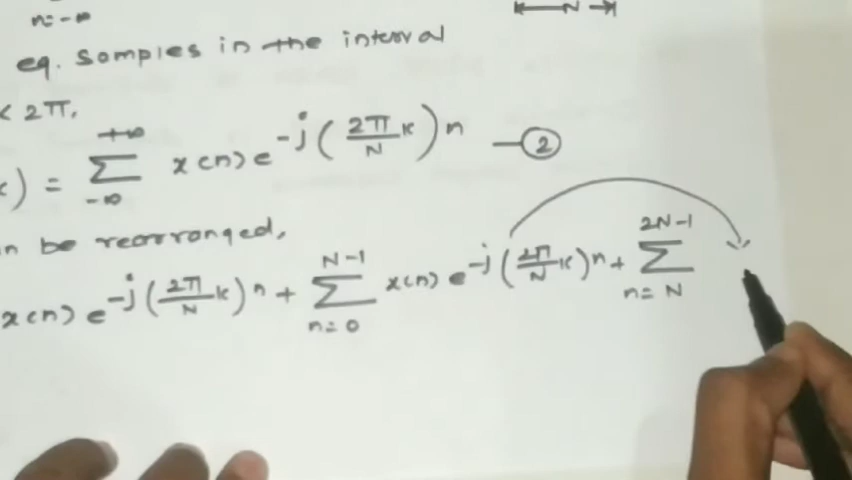 n=-∞
N
eq. samples in the interval
< 2π.
) = +∞ Σ -∞ x(n) e^-j(2π/N k)n —②
n be rearranged,
x(n) e^-j(2π/N k)n + N-1 Σ n=0 x(n) e^-j(2π/N k)n + 2N-1 Σ n=N